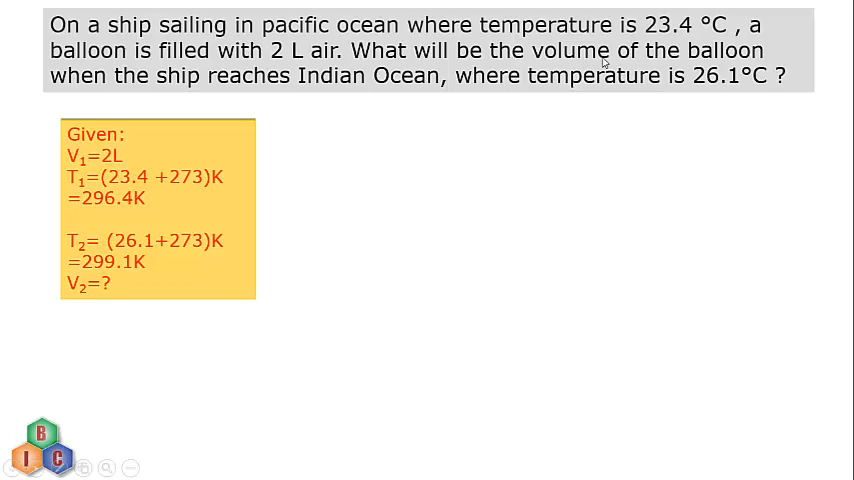 On a ship sailing in pacific ocean where temperature is 23.4 °C , a
balloon is filled with 2 L air. What will be the volume of the balloon
when the ship reaches Indian Ocean, where temperature is 26.1°C ?
Given:
V₁=2L
T₁=(23.4 +273)K
=296.4K
T₂= (26.1+273)K
=299.1K
V₂=?
B
I C